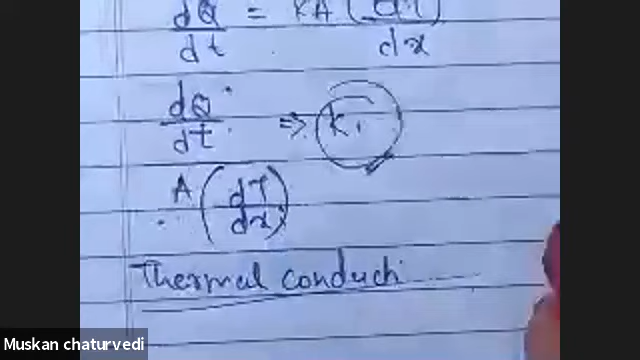 dQ/dt = KA (dT/dx)
dQ/dt => K
A (dT/dx)
Thermal conducti
Muskan chaturvedi